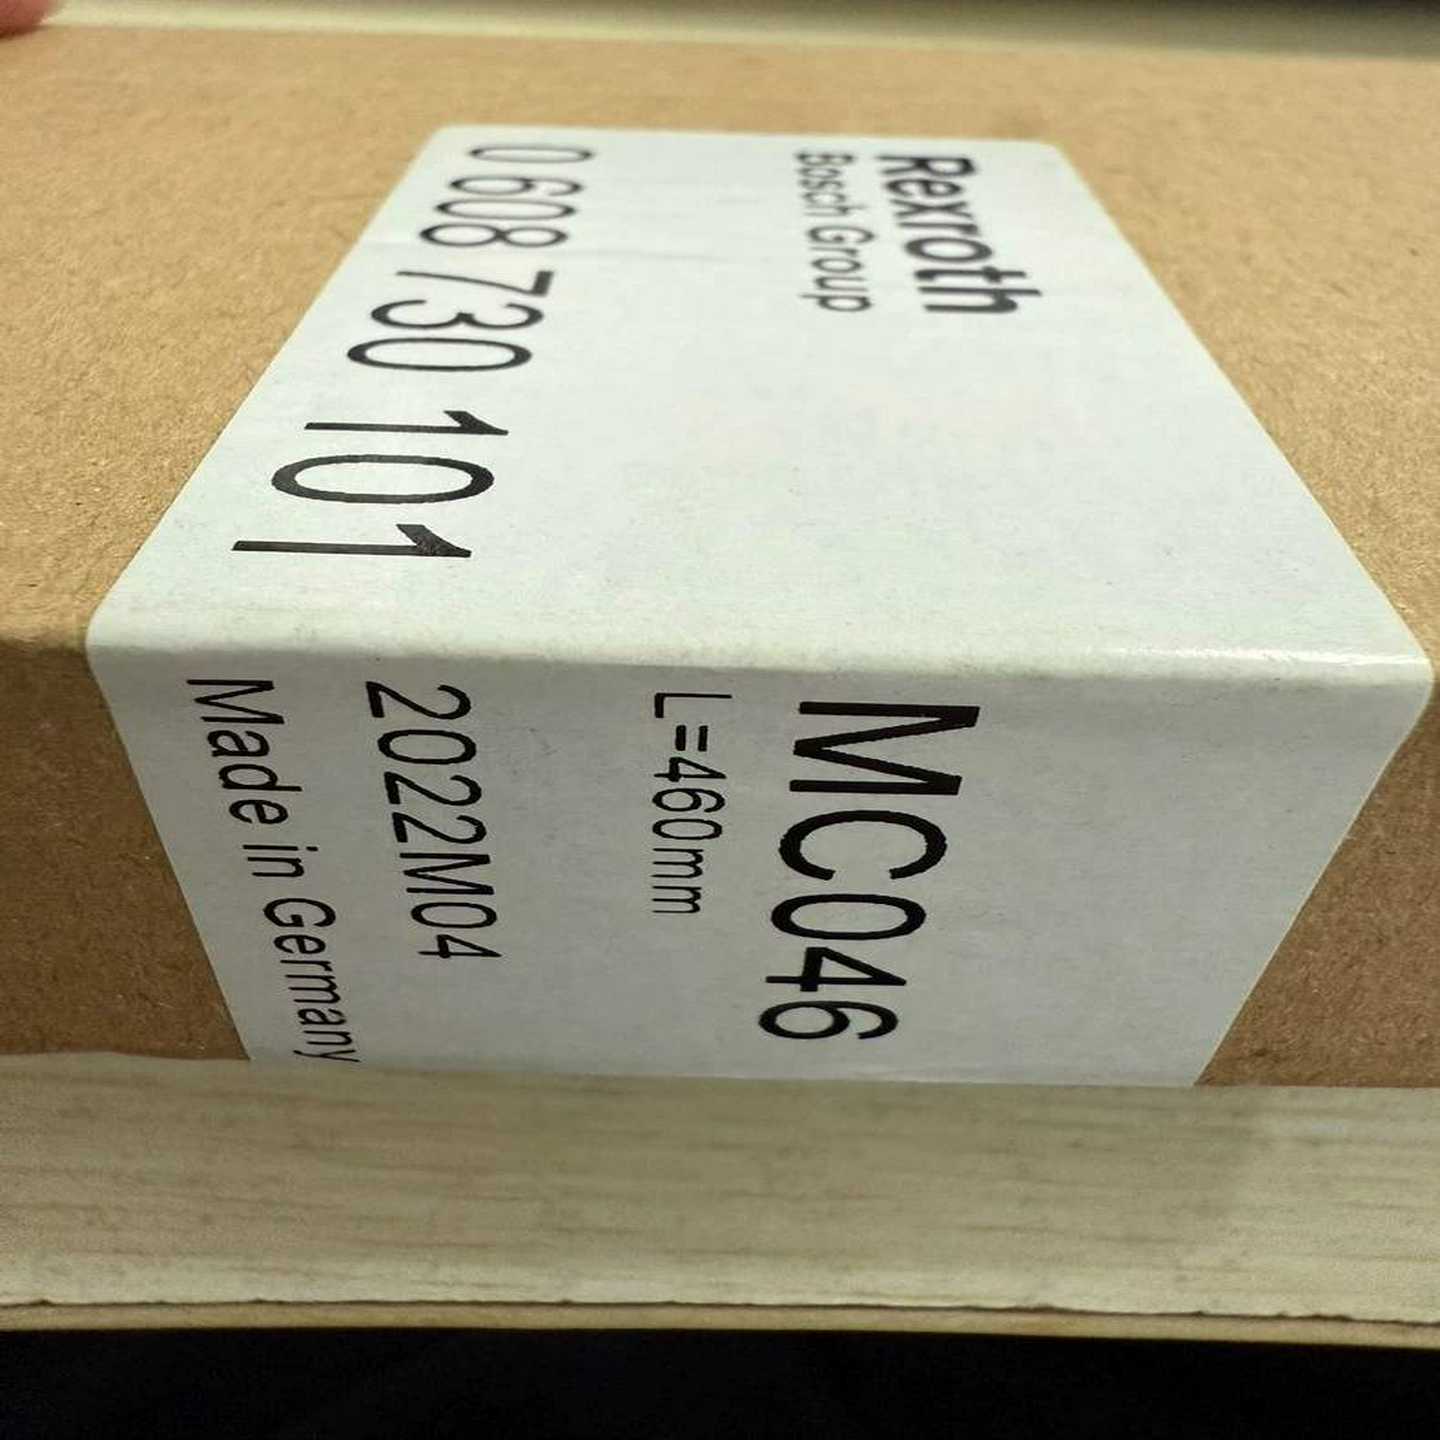 Rexroth
Bosch Group
MC046
L=460mm
0 608 730 101
2022M04
Made in Germany